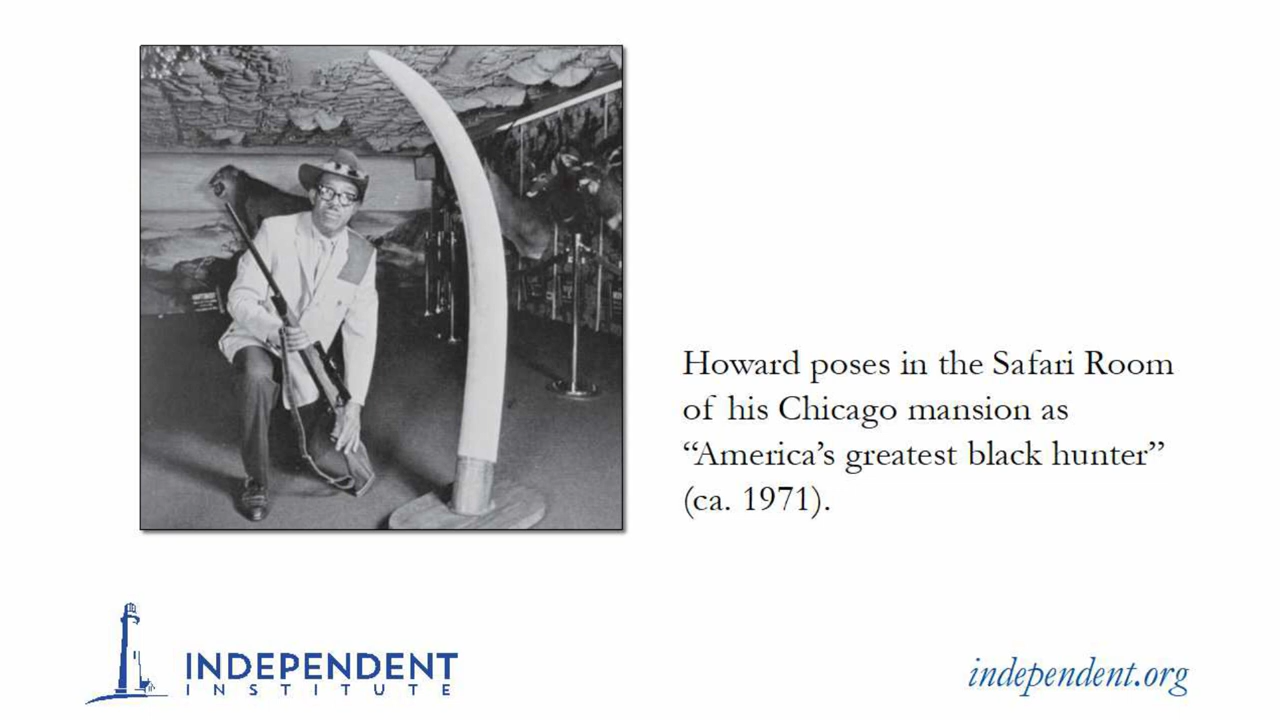 Howard poses in the Safari Room
of his Chicago mansion as
“America’s greatest black hunter”
(ca. 1971).
INDEPENDENT
INSTITUTE
independent.org